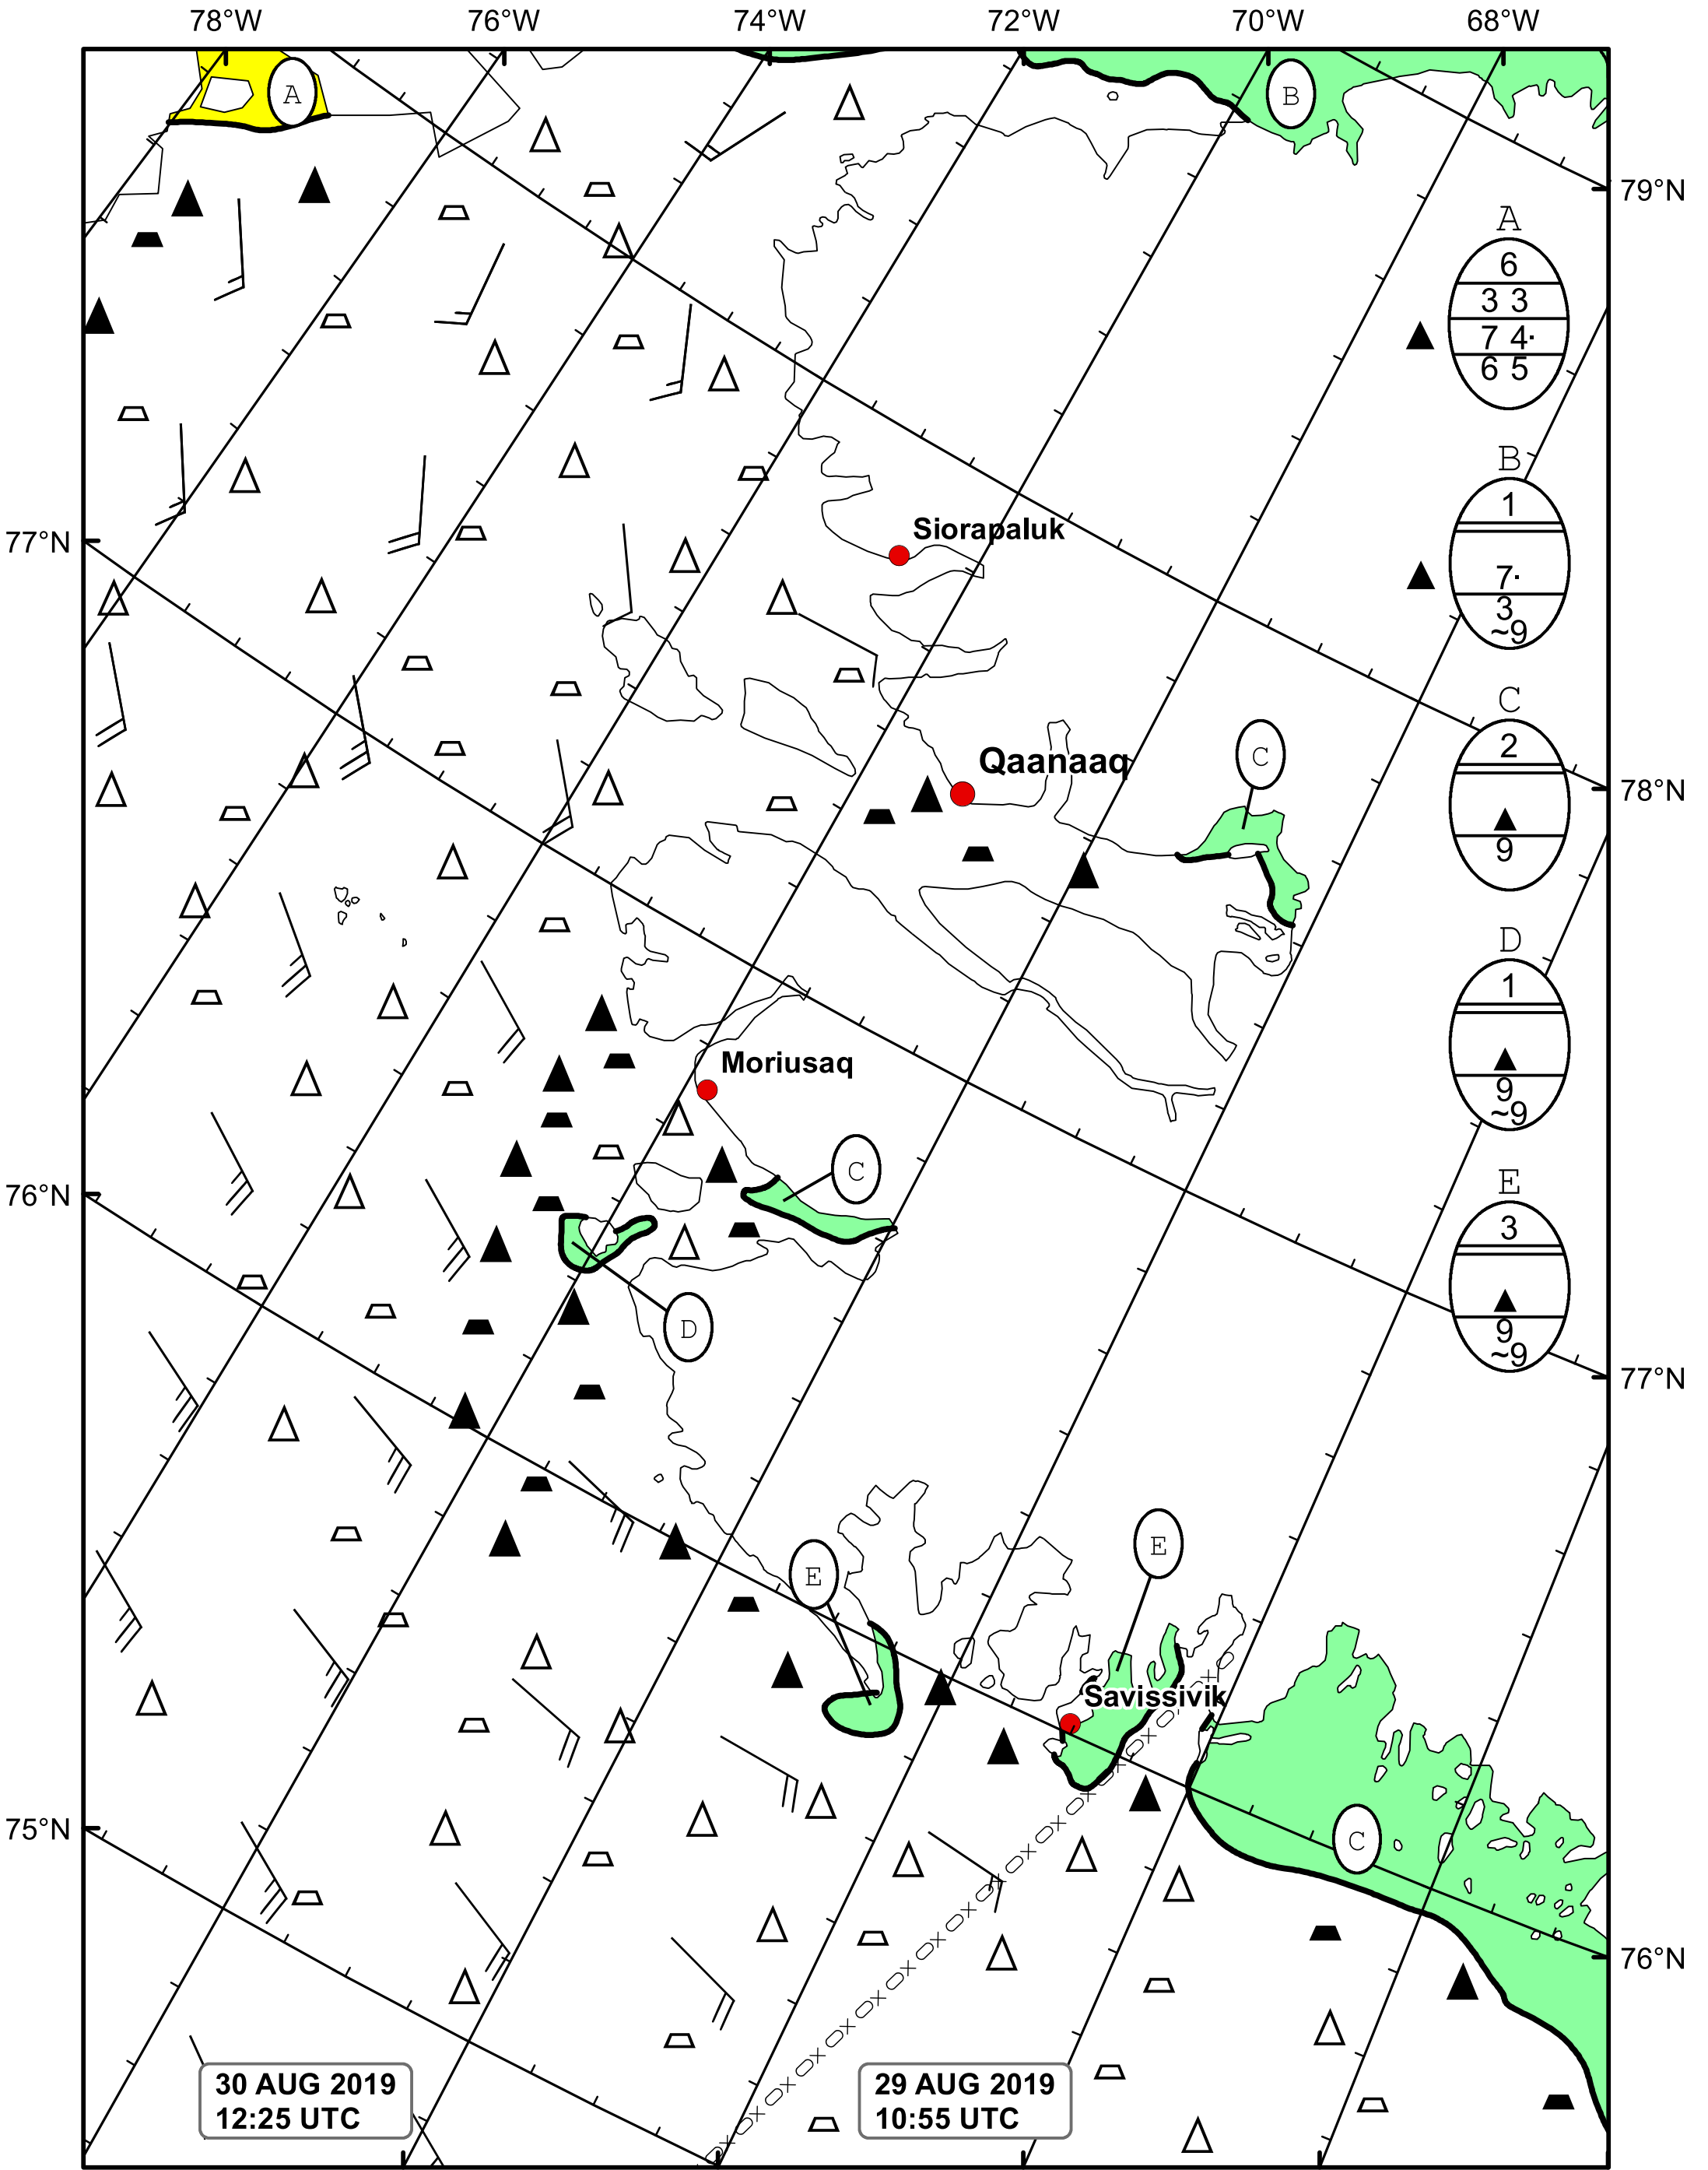 78°W 76°W 74°W 72°W 70°W 68°W
A
B
79°N
A
6
3 3
7 4·
6 5
B
1
7·
3
~9
77°N
Siorapaluk
C
2
9
Qaanaaq
C
78°N
D
1
9
~9
Moriusaq
C
76°N
D
E
3
9
~9
77°N
E
E
Savissivik
75°N
C
76°N
30 AUG 2019
12:25 UTC
29 AUG 2019
10:55 UTC